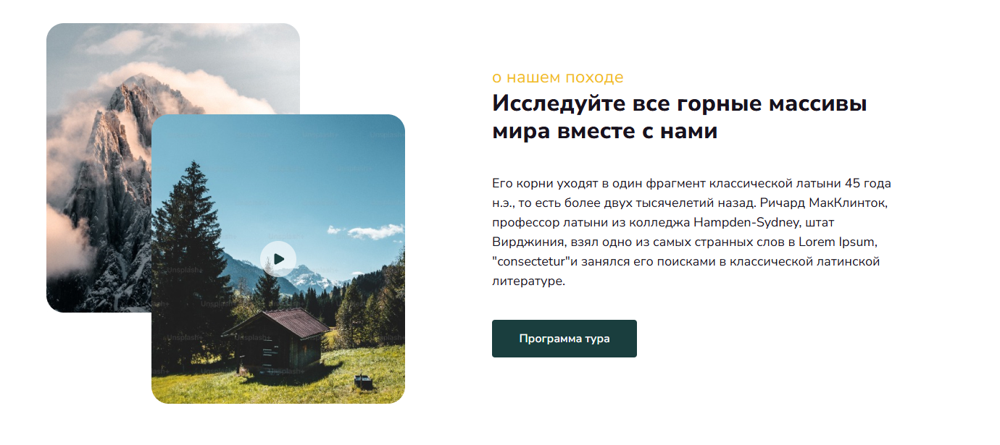 о нашем походе
Исследуйте все горные массивы
мира вместе с нами
Его корни уходят в один фрагмент классической латыни 45 года
н.э., то есть более двух тысячелетий назад. Ричард МакКлинток,
профессор латыни из колледжа Hampden-Sydney, штат
Вирджиния, взял одно из самых странных слов в Lorem Ipsum,
"consectetur"и занялся его поисками в классической латинской
литературе.
Программа тура
Unsplash+